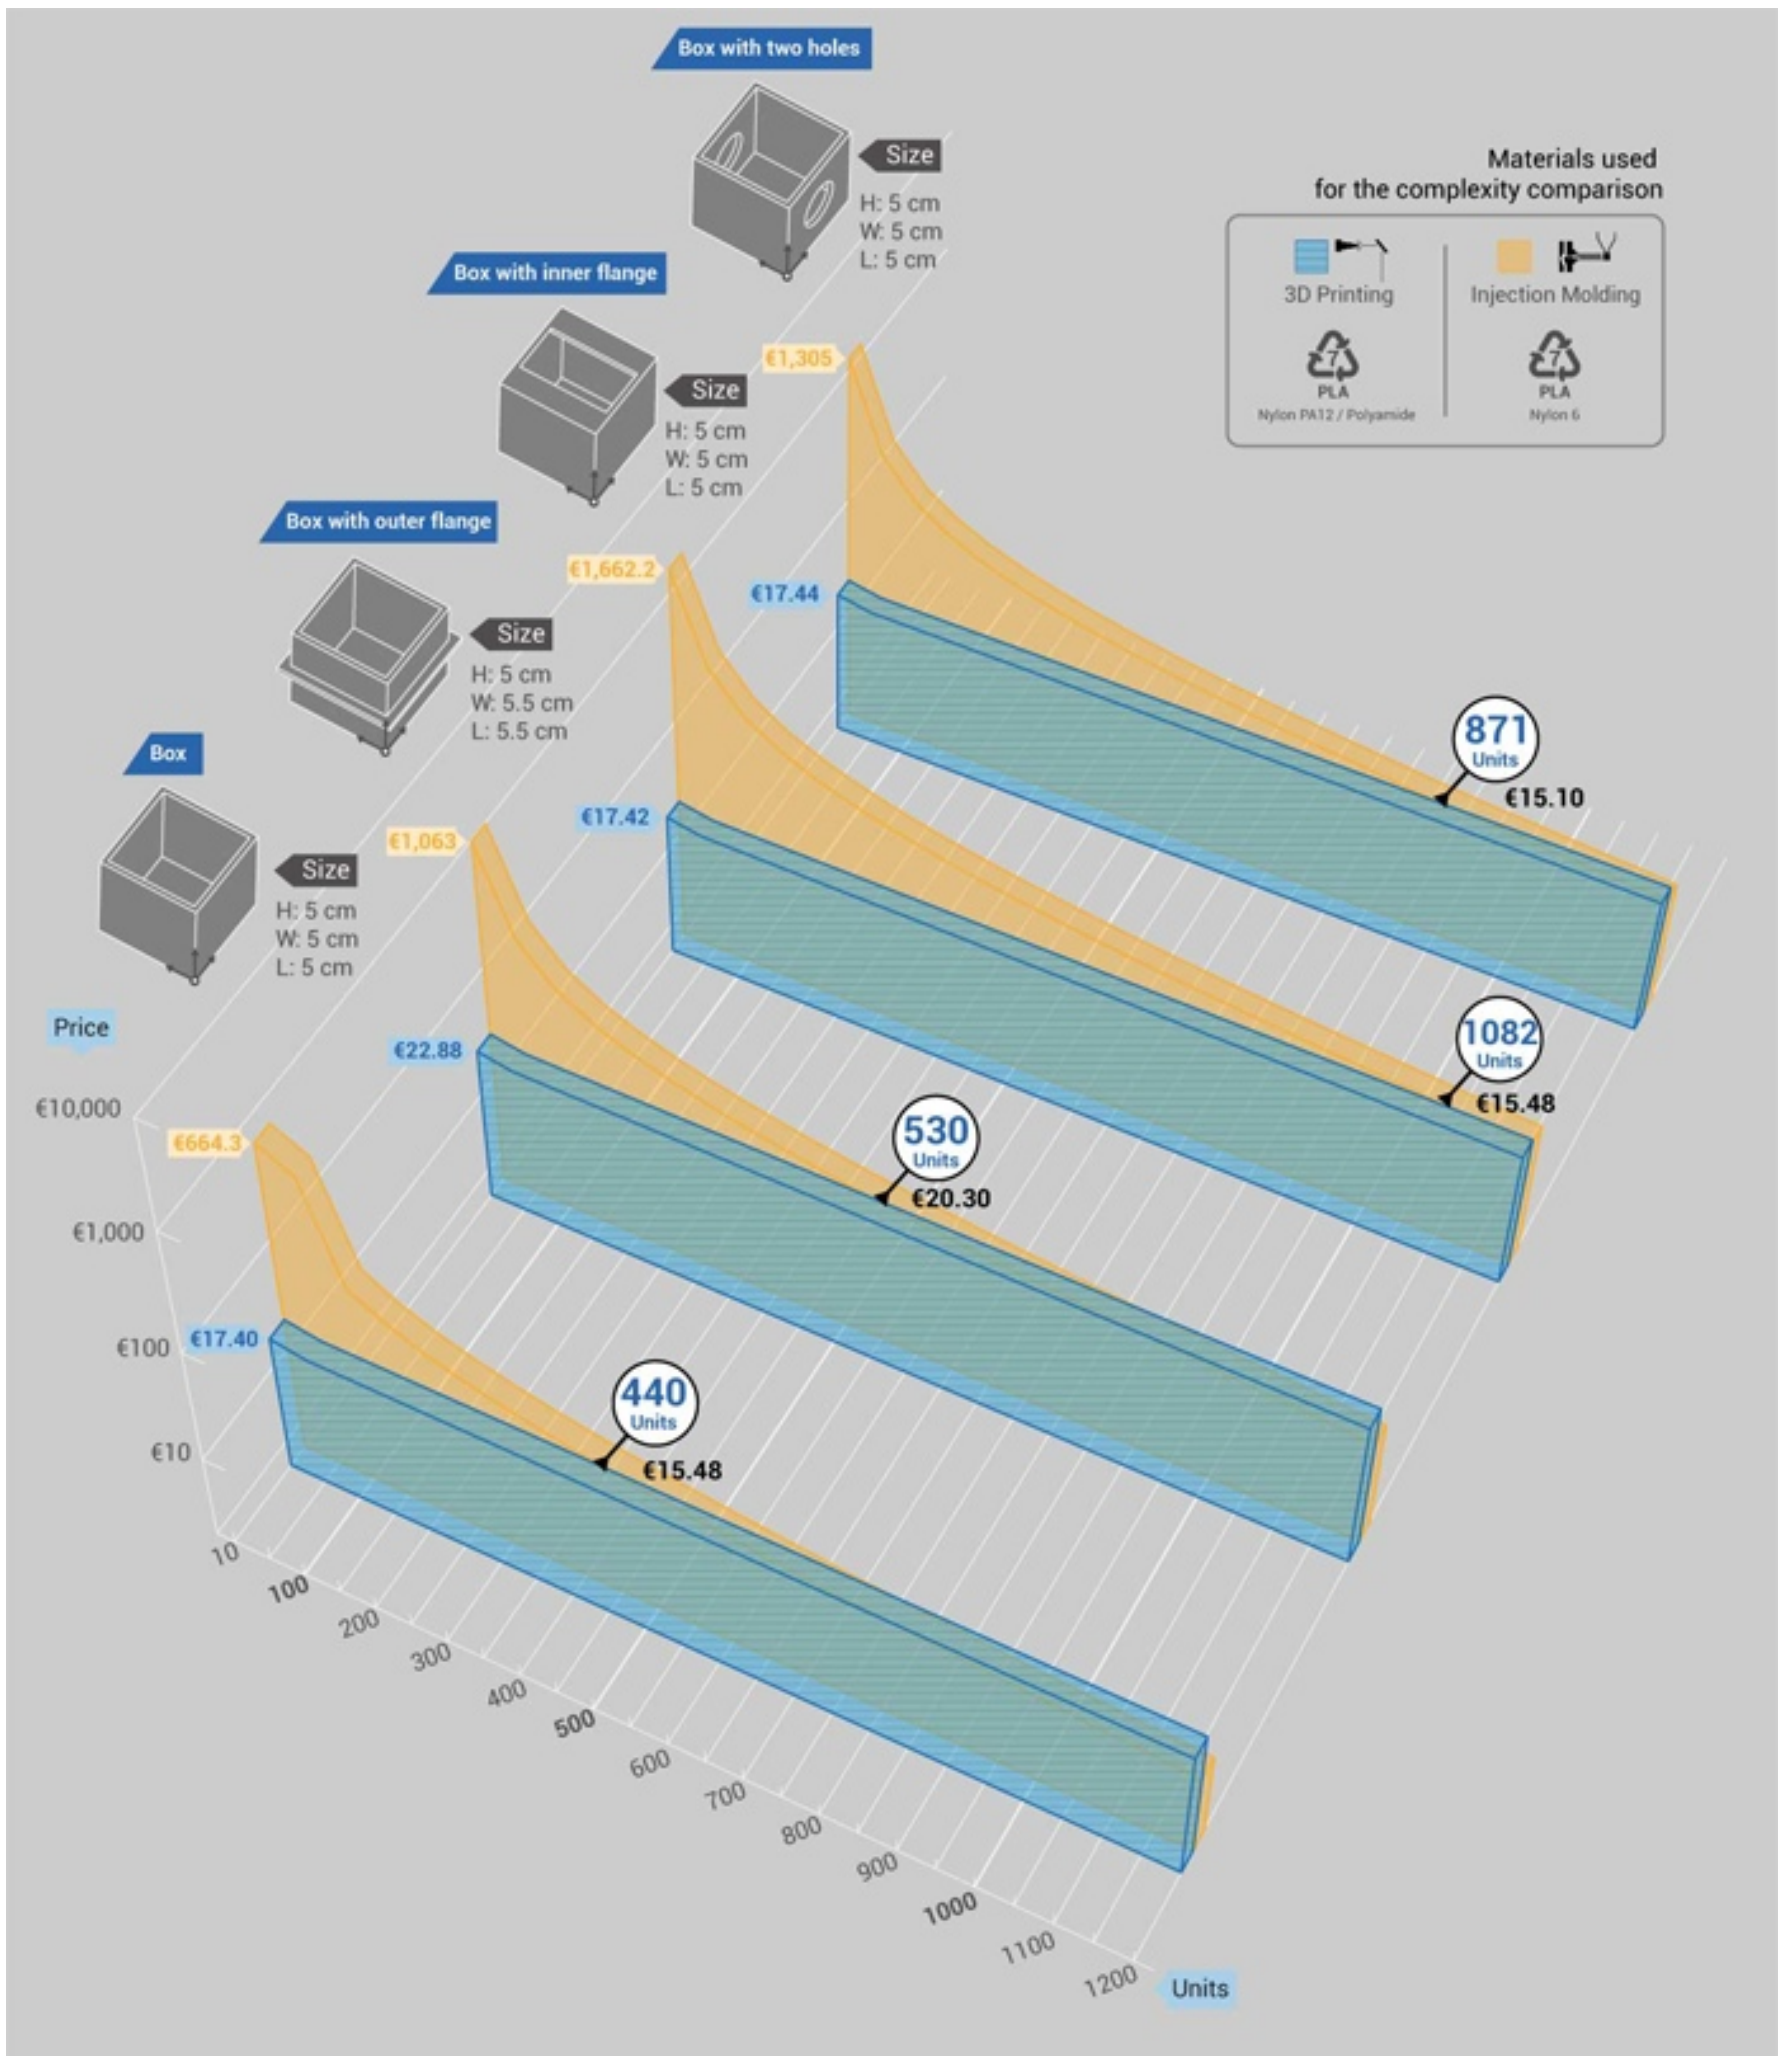 Box with two holes
Size
H: 5 cm
W: 5 cm
L: 5 cm
Materials used
for the complexity comparison
3D Printing
Injection Molding
7
PLA
Nylon PA12 / Polyamide
7
PLA
Nylon 6
Box with inner flange
Size
H: 5 cm
W: 5 cm
L: 5 cm
€1,305
€17.44
871
Units
€15.10
Box with outer flange
Size
H: 5 cm
W: 5.5 cm
L: 5.5 cm
€1,662.2
€17.42
1082
Units
€15.48
Box
Size
H: 5 cm
W: 5 cm
L: 5 cm
€1,063
€22.88
530
Units
€20.30
Price
€10,000
€1,000
€100
€10
€664.3
€17.40
440
Units
€15.48
10
100
200
300
400
500
600
700
800
900
1000
1100
1200
Units